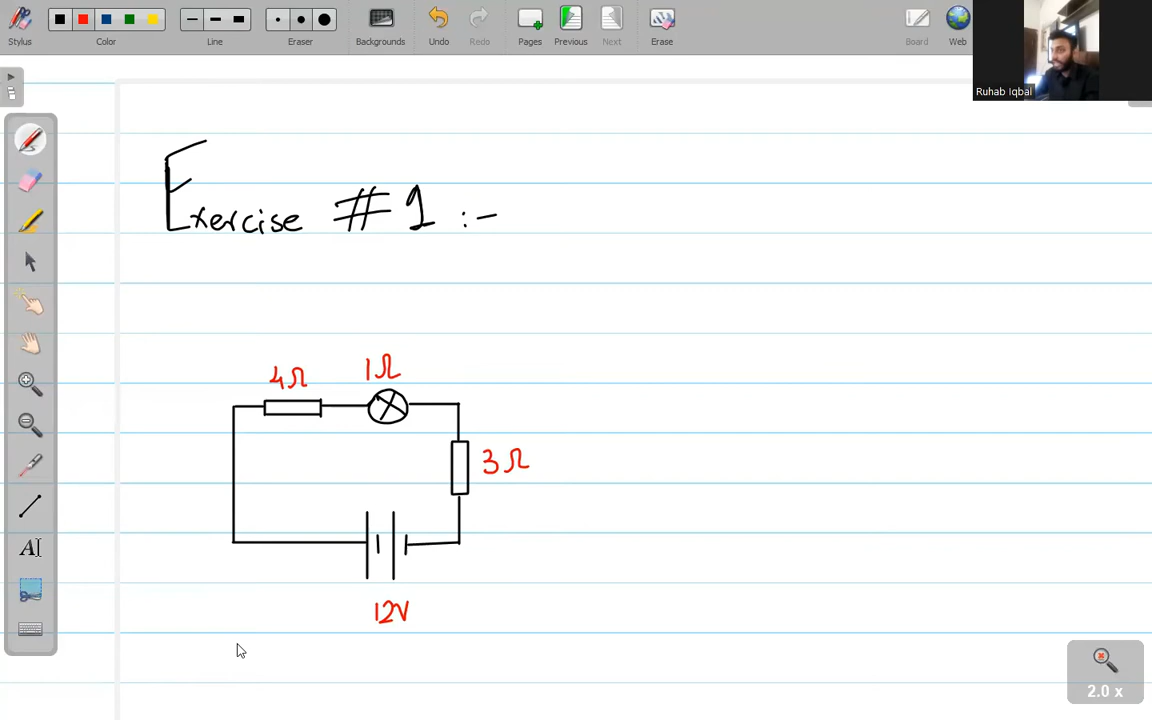 Stylus
Color
Line
Eraser
Backgrounds
Undo
Redo
Pages
Previous
Next
Erase
Board
Web
Ruhab Iqbal
Exercise # 1 :-
4Ω
1Ω
3Ω
12V
A
2.0 x